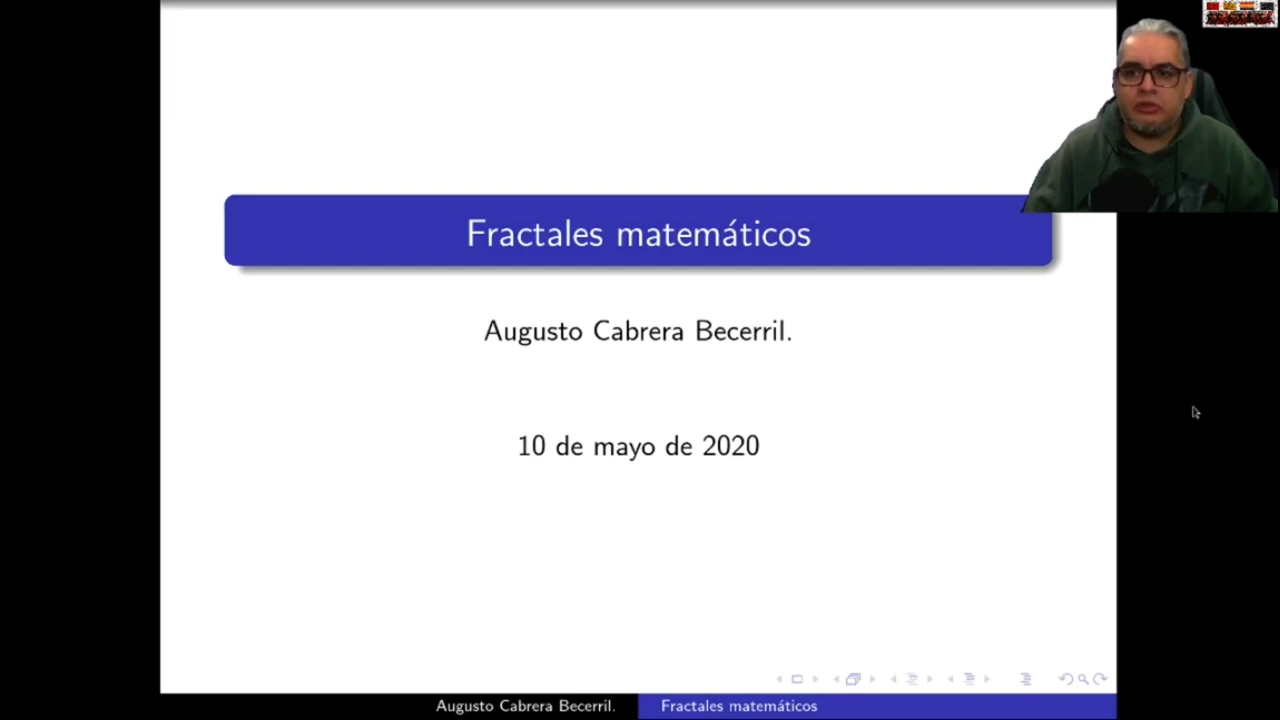 Fractales matemáticos
Augusto Cabrera Becerril.
10 de mayo de 2020
Augusto Cabrera Becerril.
Fractales matemáticos